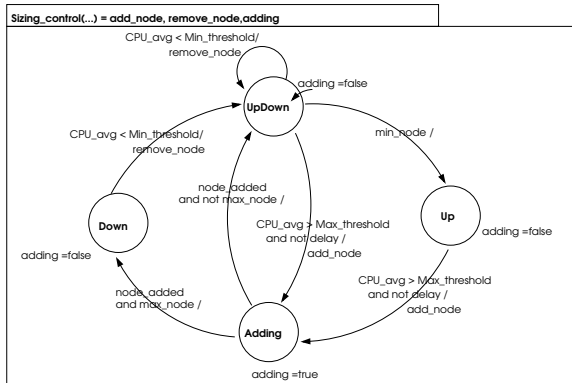 Sizing_control(...) = add_node, remove_node,adding
CPU_avg < Min_threshold/
remove_node
adding =false
UpDown
CPU_avg < Min_threshold/
remove_node
min_node /
node_added
and not max_node /
CPU_avg > Max_threshold
and not delay /
add_node
Down
adding =false
Up
adding =false
CPU_avg > Max_threshold
and not delay /
add_node
node_added
and max_node /
Adding
adding =true